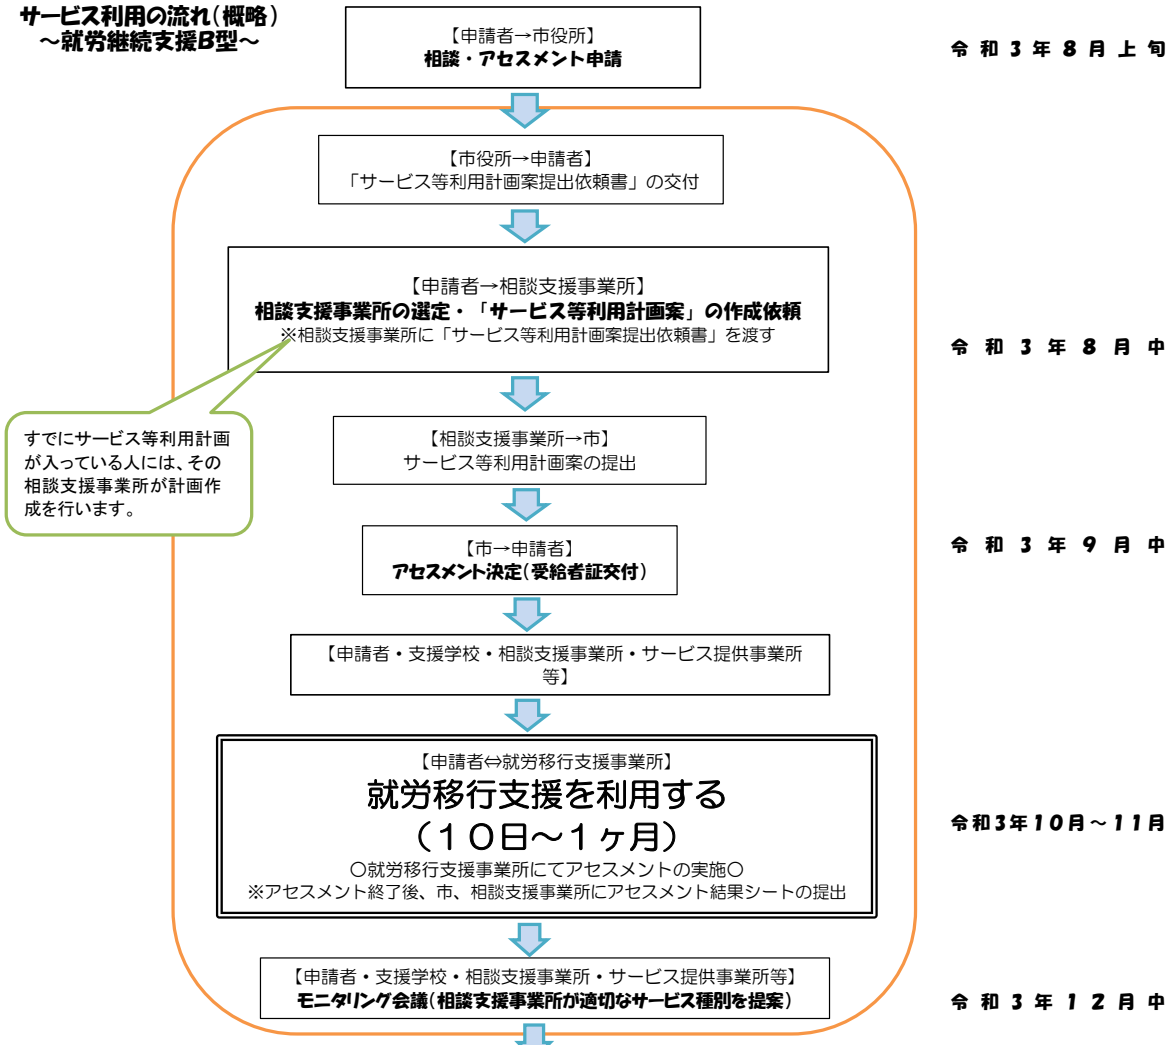 サービス利用の流れ（概略）
～就労継続支援B型～
【申請者→市役所】
相談・アセスメント申請
令和３年８月上旬
【市役所→申請者】
「サービス等利用計画案提出依頼書」の交付
【申請者→相談支援事業所】
相談支援事業所の選定・「サービス等利用計画案」の作成依頼
※相談支援事業所に「サービス等利用計画案提出依頼書」を渡す
令和３年８月中
すでにサービス等利用計画
が入っている人には、その
相談支援事業所が計画作
成を行います。
【相談支援事業所→市】
サービス等利用計画案の提出
【市→申請者】
アセスメント決定（受給者証交付）
令和３年９月中
【申請者・支援学校・相談支援事業所・サービス提供事業所
等】
【申請者⇔就労移行支援事業所】
就労移行支援を利用する
（１０日～１ヶ月）
〇就労移行支援事業所にてアセスメントの実施〇
※アセスメント終了後、市、相談支援事業所にアセスメント結果シートの提出
令和3年10月～11月
【申請者・支援学校・相談支援事業所・サービス提供事業所等】
モニタリング会議（相談支援事業所が適切なサービス種別を提案）
令和３年１２月中